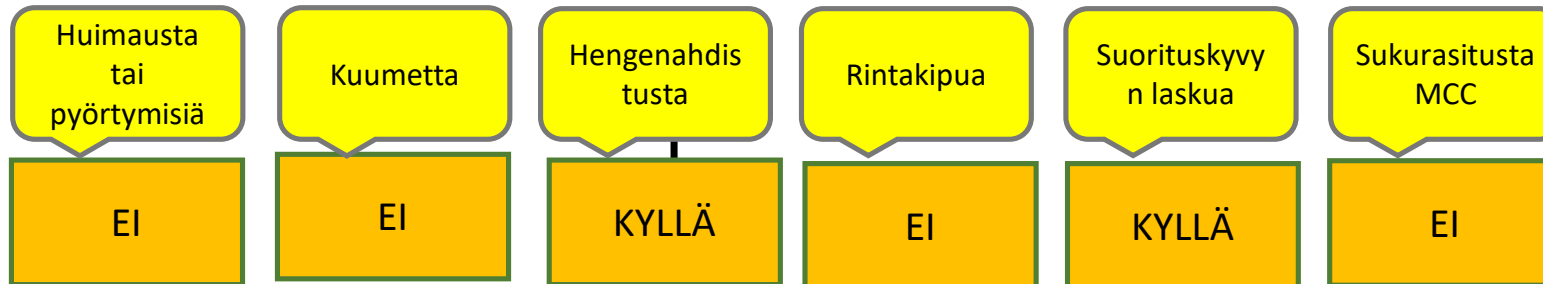 Huimausta
tai
pyörtymisiä
Kuumetta
Hengenahdis
tusta
Rintakipua
Suorituskyvy
n laskua
Sukurasitusta
MCC
EI
EI
KYLLÄ
EI
KYLLÄ
EI